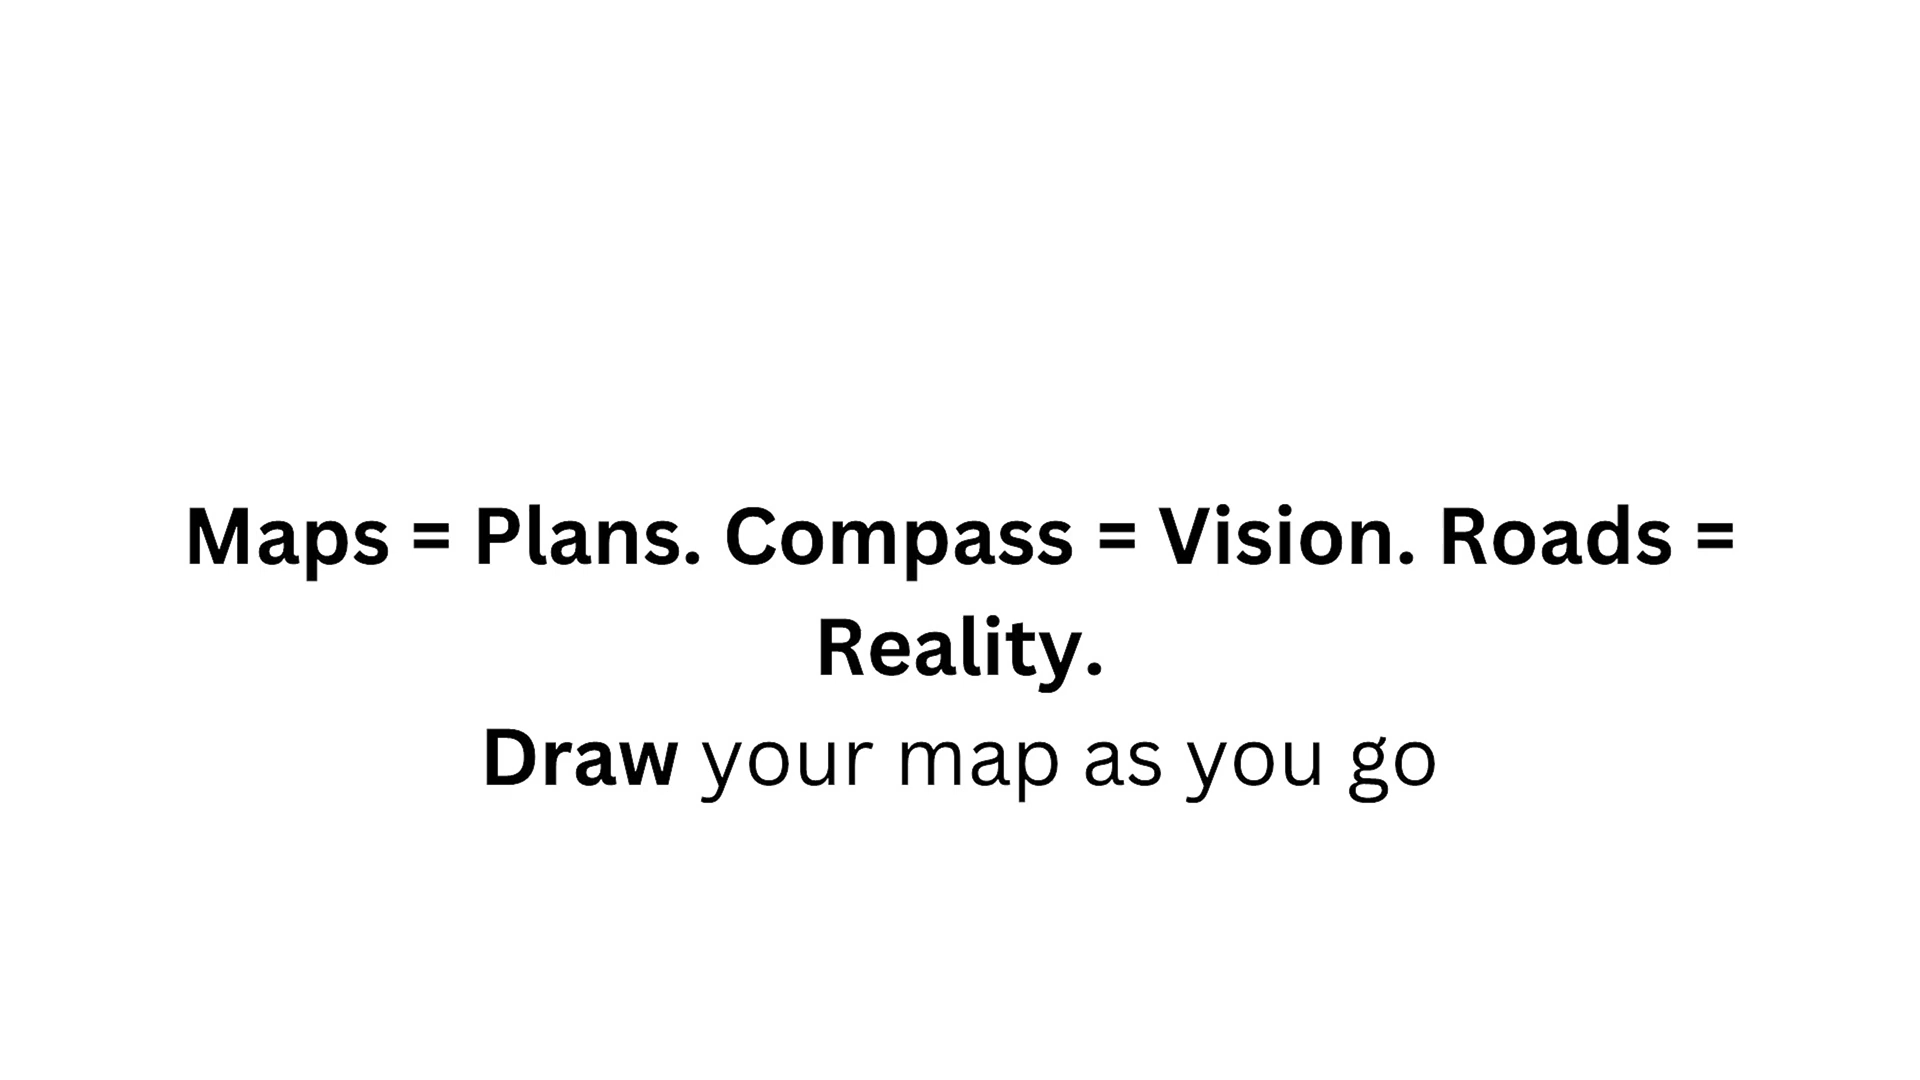 Maps = Plans. Compass = Vision. Roads =
Reality.
Draw your map as you go